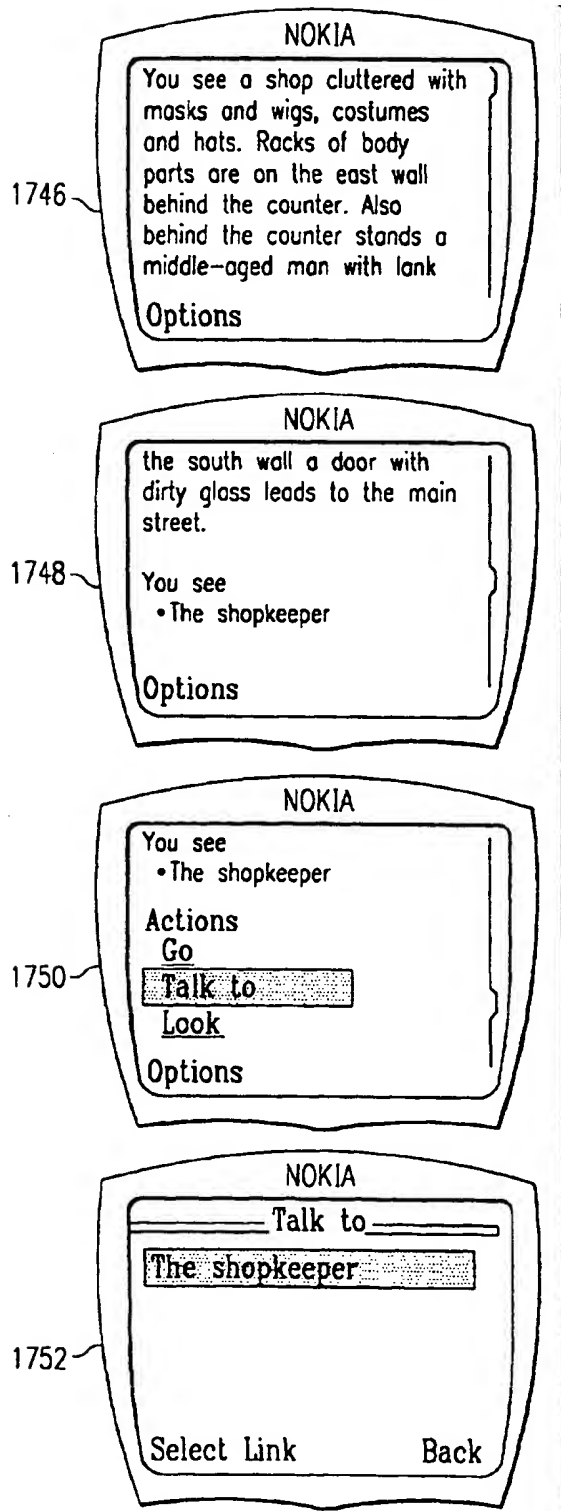 NOKIA
You see a shop cluttered with
masks and wigs, costumes
and hats. Racks of body
parts are on the east wall
behind the counter. Also
behind the counter stands a
middle-aged man with lank
Options
1746
NOKIA
the south wall a door with
dirty glass leads to the main
street.
You see
•The shopkeeper
Options
1748
NOKIA
You see
•The shopkeeper
Actions
Go
Talk to
Look
Options
1750
NOKIA
Talk to
The shopkeeper
Select Link Back
1752